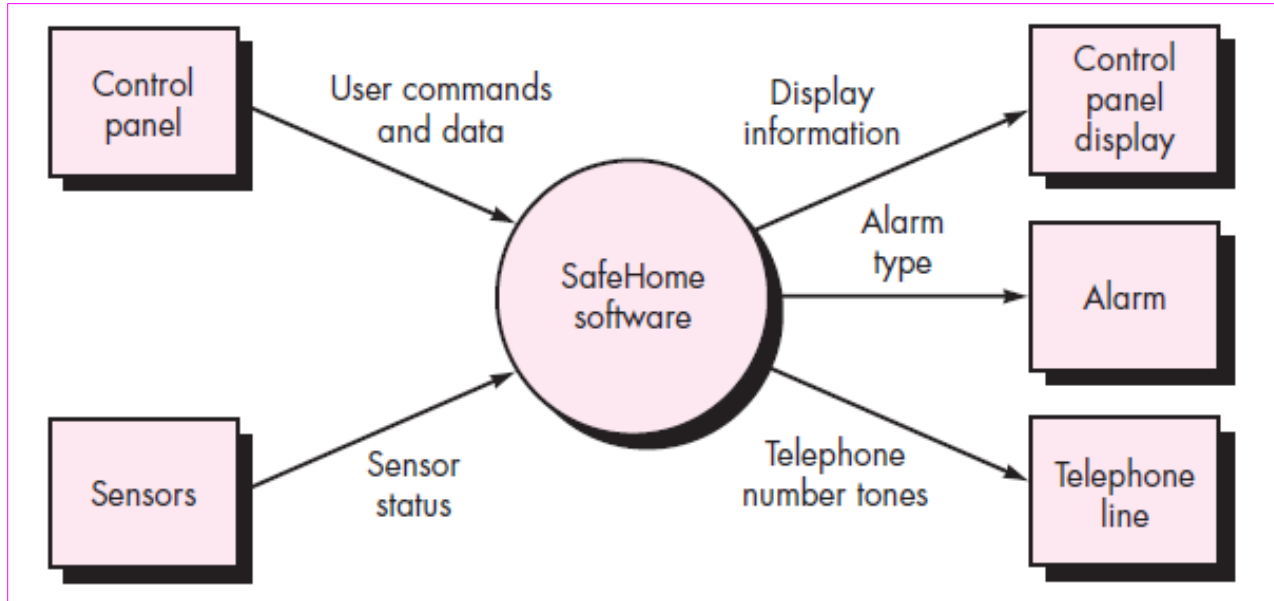 Control
panel
User commands
and data
Display
information
Control
panel
display
SafeHome
software
Alarm
type
Alarm
Sensors
Sensor
status
Telephone
number tones
Telephone
line